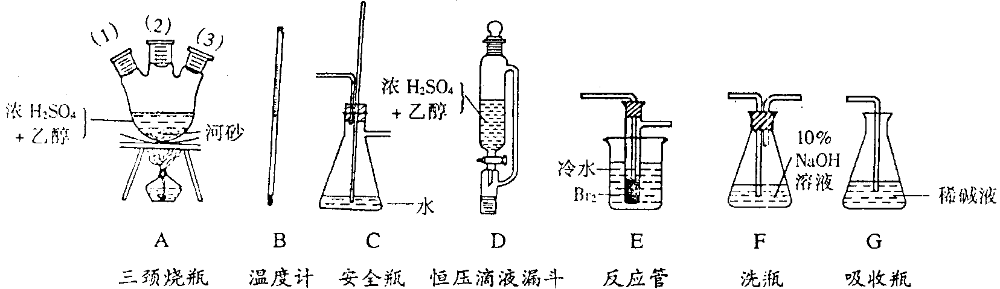 (1)
(2)
(3)
浓 H₂SO₄
+ 乙醇
河砂
水
浓 H₂SO₄
+ 乙醇
冷水
Br₂
10%
NaOH
溶液
稀碱液
A
B
C
D
E
F
G
三颈烧瓶
温度计
安全瓶
恒压滴液漏斗
反应管
洗瓶
吸收瓶